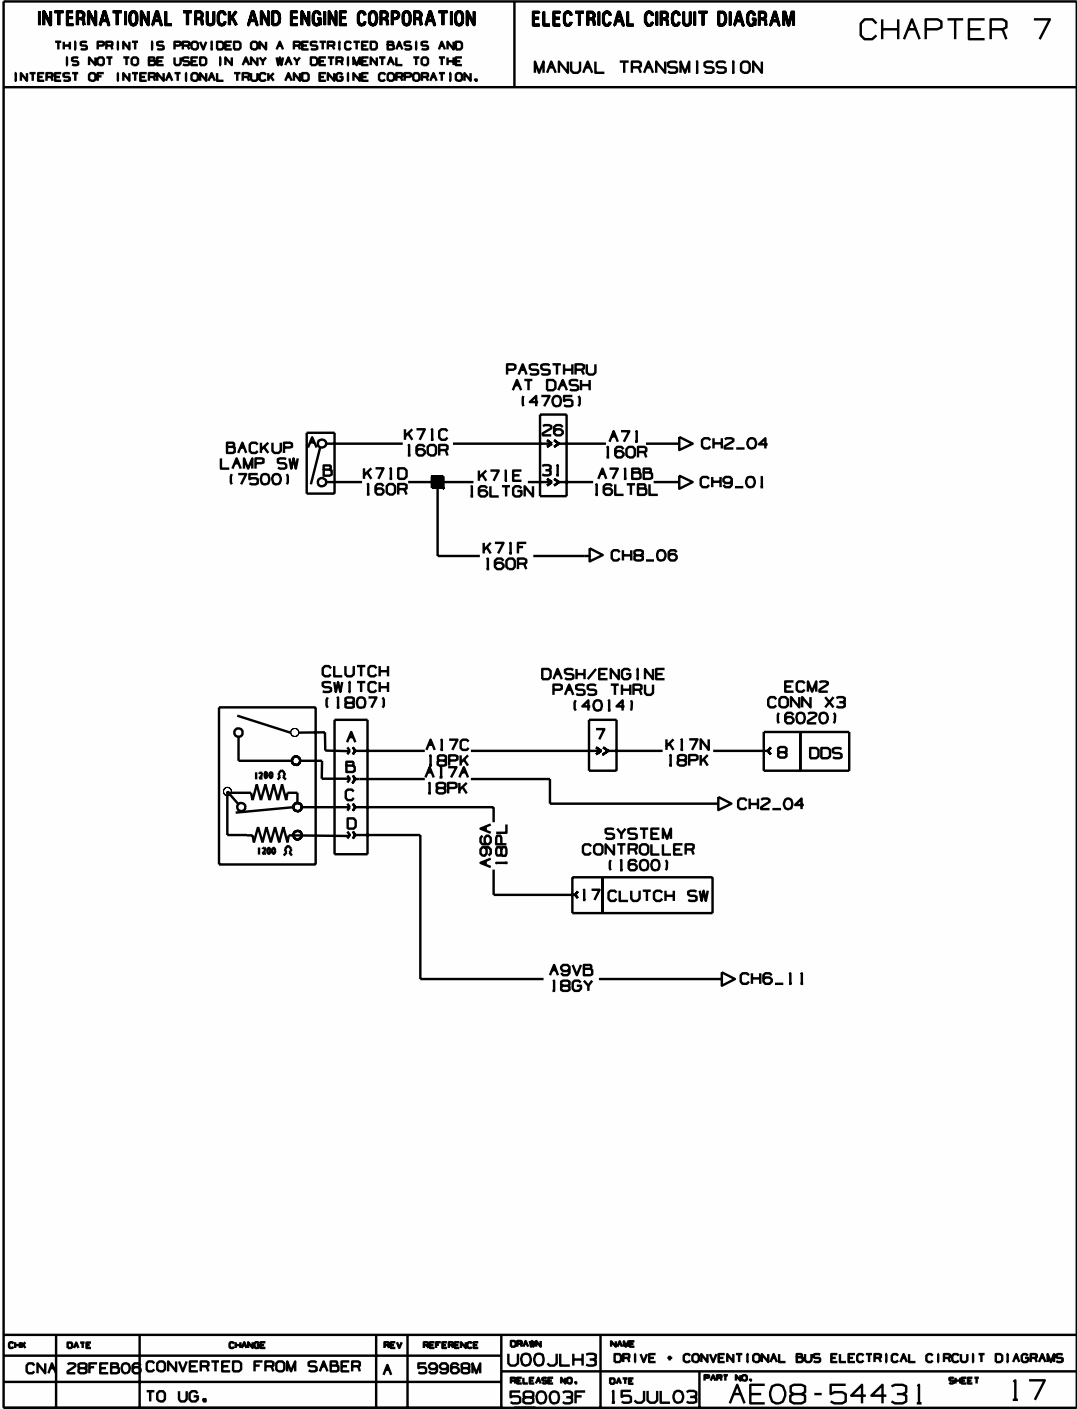 INTERNATIONAL TRUCK AND ENGINE CORPORATION
THIS PRINT IS PROVIDED ON A RESTRICTED BASIS AND
IS NOT TO BE USED IN ANY WAY DETRIMENTAL TO THE
INTEREST OF INTERNATIONAL TRUCK AND ENGINE CORPORATION.
ELECTRICAL CIRCUIT DIAGRAM
MANUAL TRANSMISSION
CHAPTER 7
PASSTHRU
AT DASH
(4705)
BACKUP
LAMP SW
(7500)
A
B
K71C
16OR
26
A71
16OR
CH2_04
K71D
16OR
K71E
16LTGN
31
A71BB
16LTBL
CH9_01
K71F
16OR
CH8_06
CLUTCH
SWITCH
(1807)
DASH/ENGINE
PASS THRU
(4014)
ECM2
CONN X3
(6020)
A
A17C
18PK
7
K17N
18PK
8 DDS
B
A17A
18PK
CH2_04
1200 Ω
C
A96A
18PL
D
1200 Ω
SYSTEM
CONTROLLER
(1600)
17 CLUTCH SW
A9VB
18GY
CH6_11
CHK DATE CHANGE REV REFERENCE
CNA 28FEB06 CONVERTED FROM SABER A 59968M
TO UG.
DRAWN
U00JLH3
NAME
DRIVE • CONVENTIONAL BUS ELECTRICAL CIRCUIT DIAGRAMS
RELEASE NO.
58003F
DATE
15JUL03
PART NO.
AE08-54431
SHEET
17